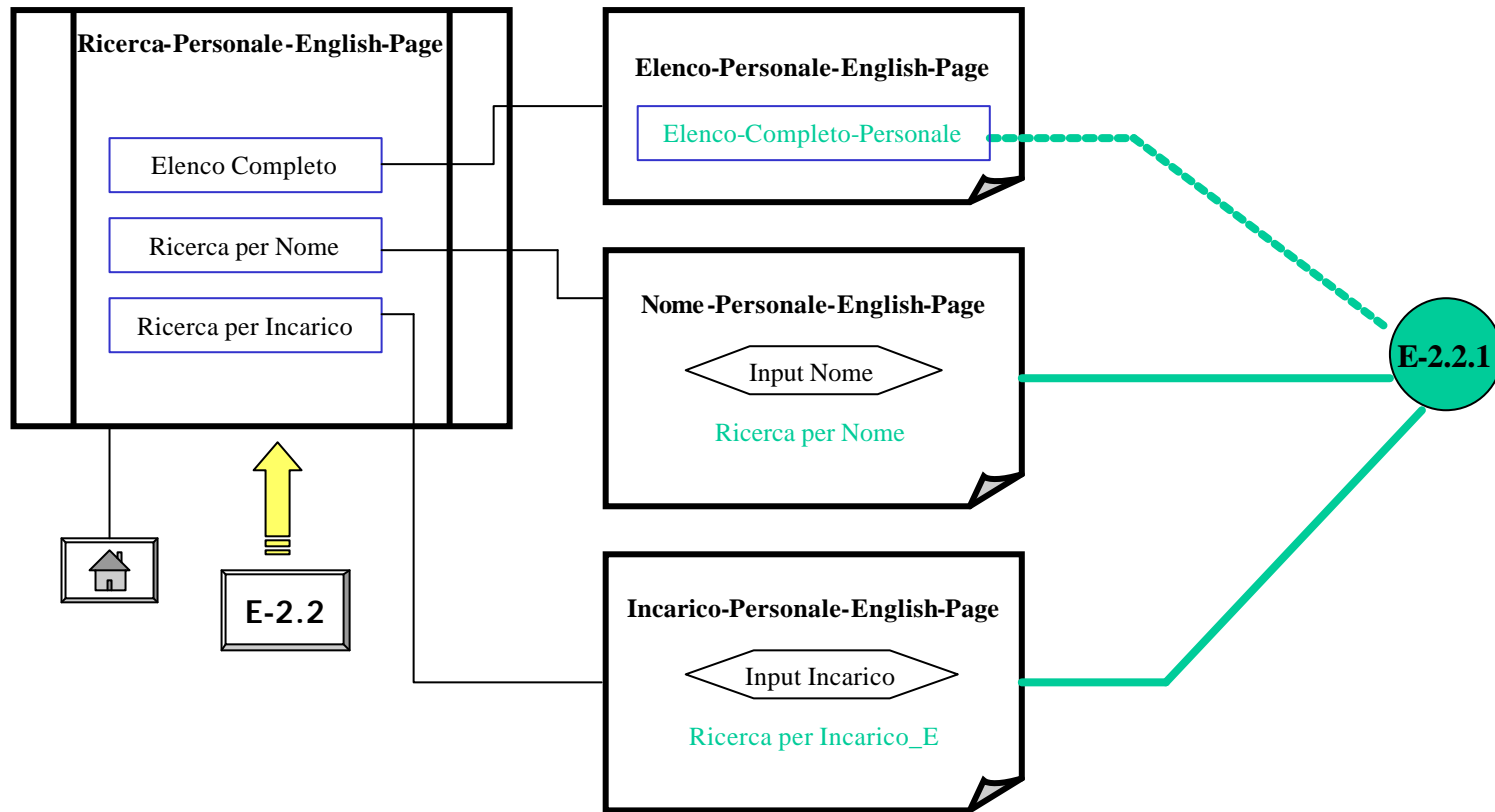 Ricerca-Personale-English-Page
Elenco Completo
Ricerca per Nome
Ricerca per Incarico
E-2.2
Elenco-Personale-English-Page
Elenco-Completo-Personale
Nome-Personale-English-Page
Input Nome
Ricerca per Nome
Incarico-Personale-English-Page
Input Incarico
Ricerca per Incarico_E
E-2.2.1